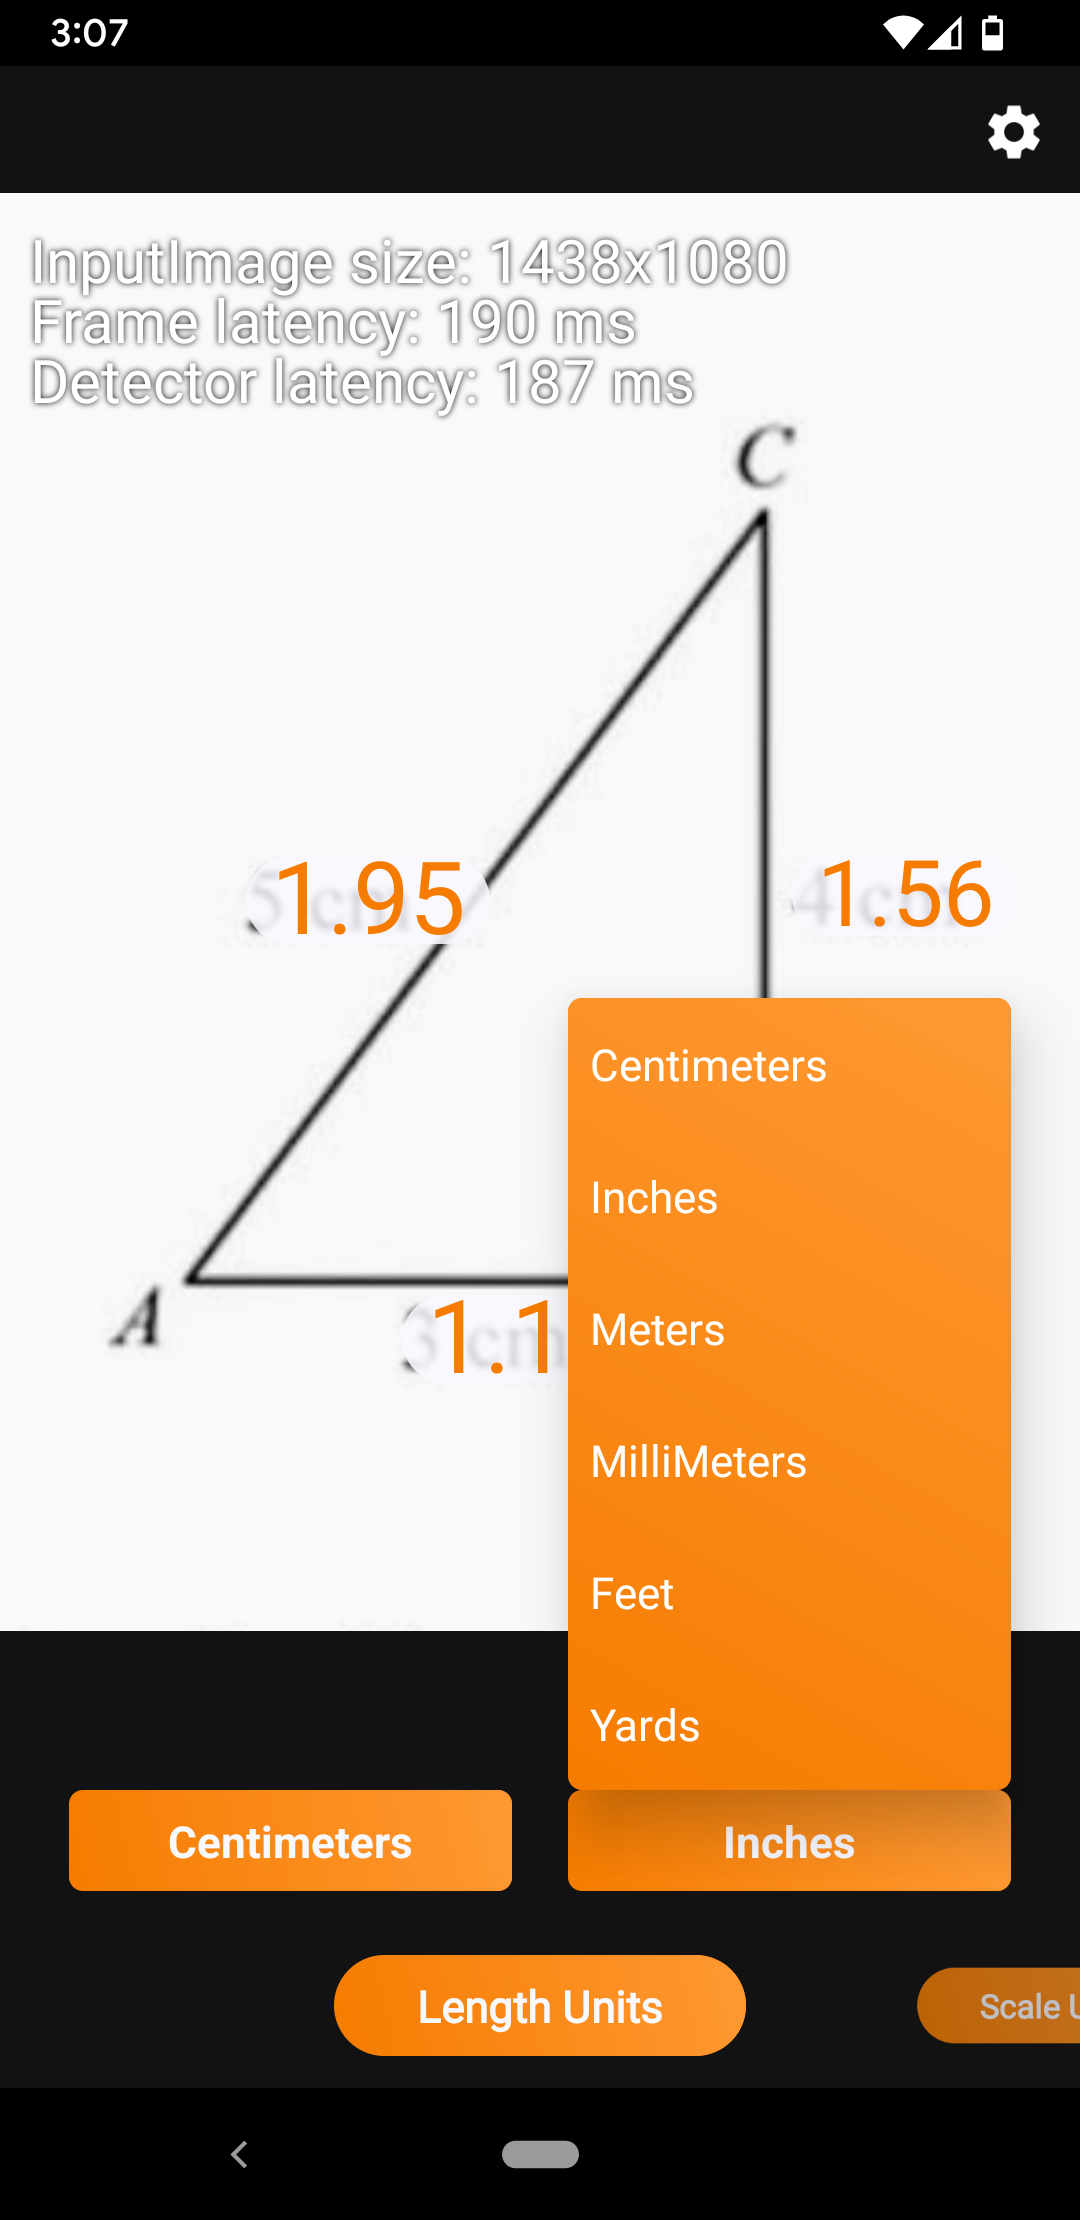 3:07
InputImage size: 1438x1080
Frame latency: 190 ms
Detector latency: 187 ms
C
1.95
1.56
A
1.1
Centimeters
Inches
Meters
MilliMeters
Feet
Yards
Centimeters
Inches
Length Units
Scale U